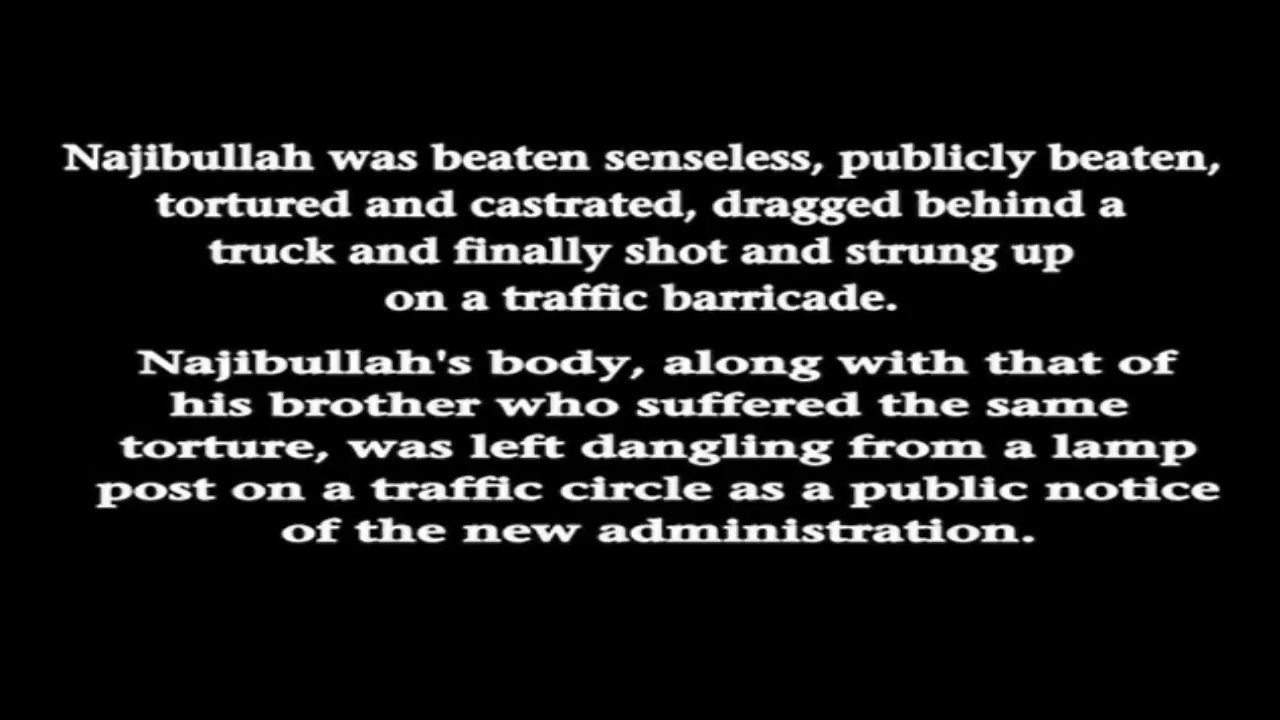 Najibullah was beaten senseless, publicly beaten,
tortured and castrated, dragged behind a
truck and finally shot and strung up
on a traffic barricade.
Najibullah's body, along with that of
his brother who suffered the same
torture, was left dangling from a lamp
post on a traffic circle as a public notice
of the new administration.